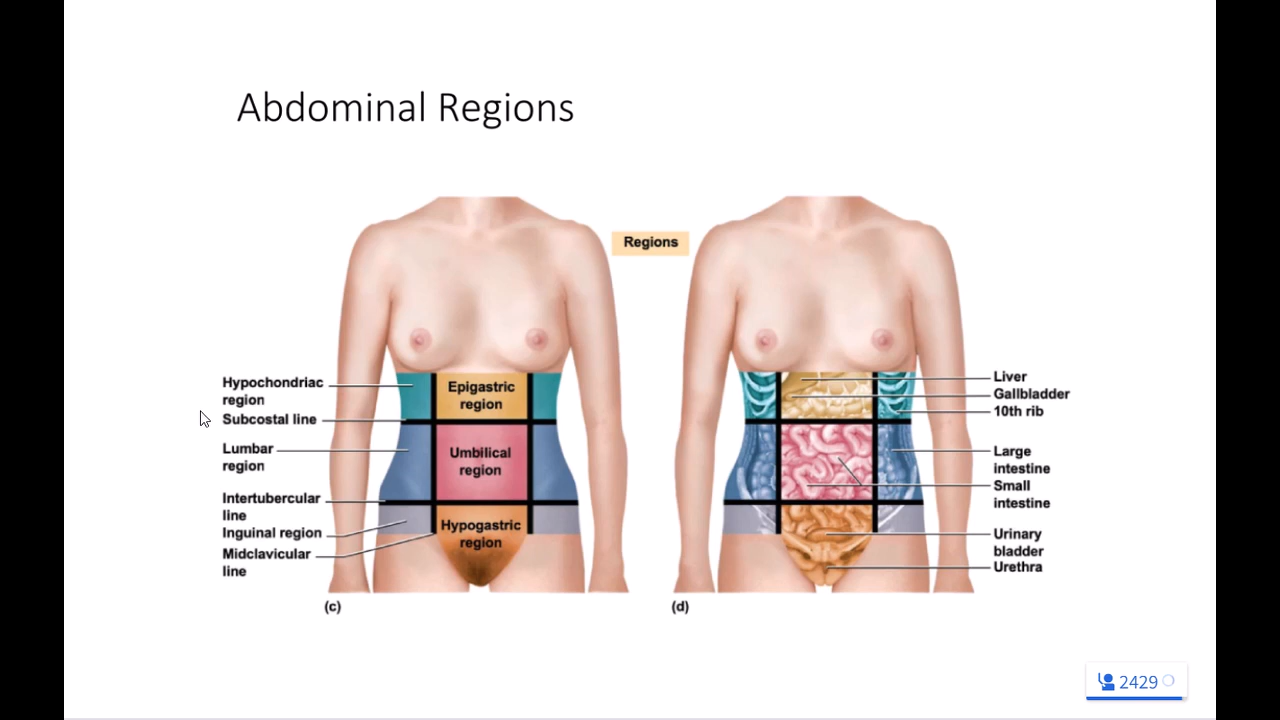 Abdominal Regions
Regions
Hypochondriac
region
Subcostal line
Lumbar
region
Intertubercular
line
Inguinal region
Midclavicular
line
Epigastric
region
Umbilical
region
Hypogastric
region
(c)
Liver
Gallbladder
10th rib
Large
intestine
Small
intestine
Urinary
bladder
Urethra
(d)
2429